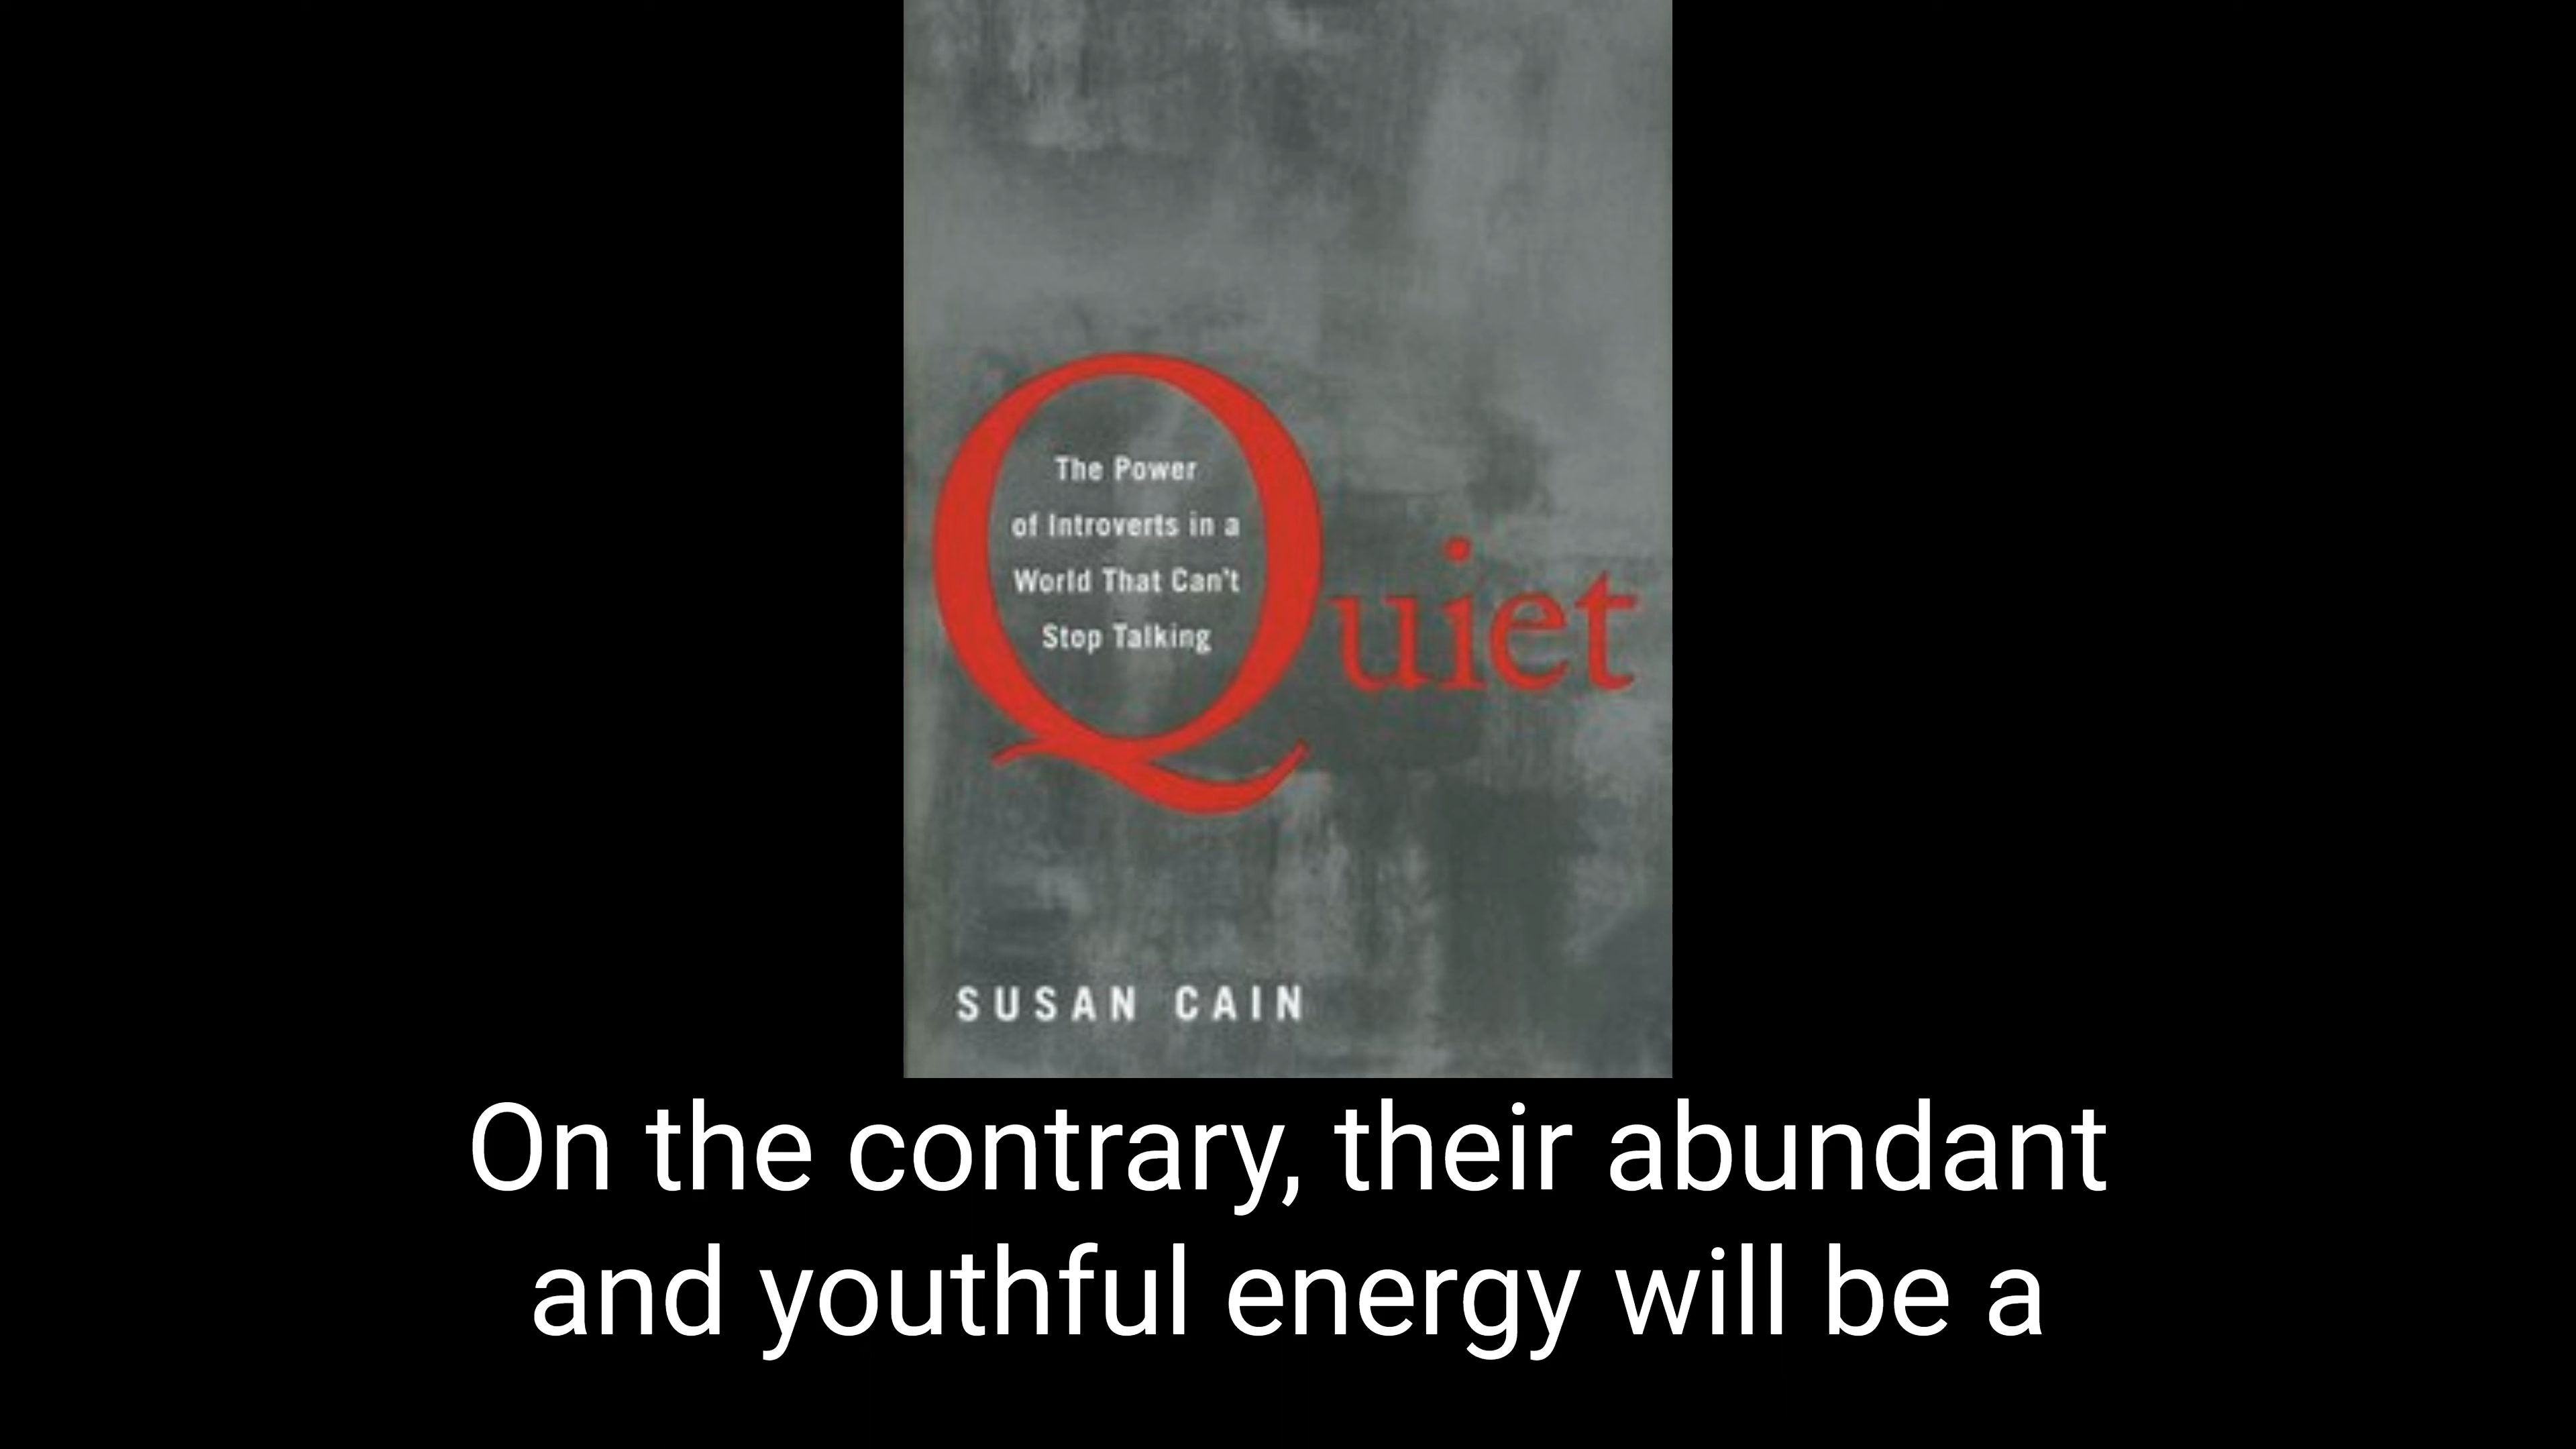 The Power
of Introverts in a
World That Can't
Stop Talking
Quiet
SUSAN CAIN
On the contrary, their abundant
and youthful energy will be a